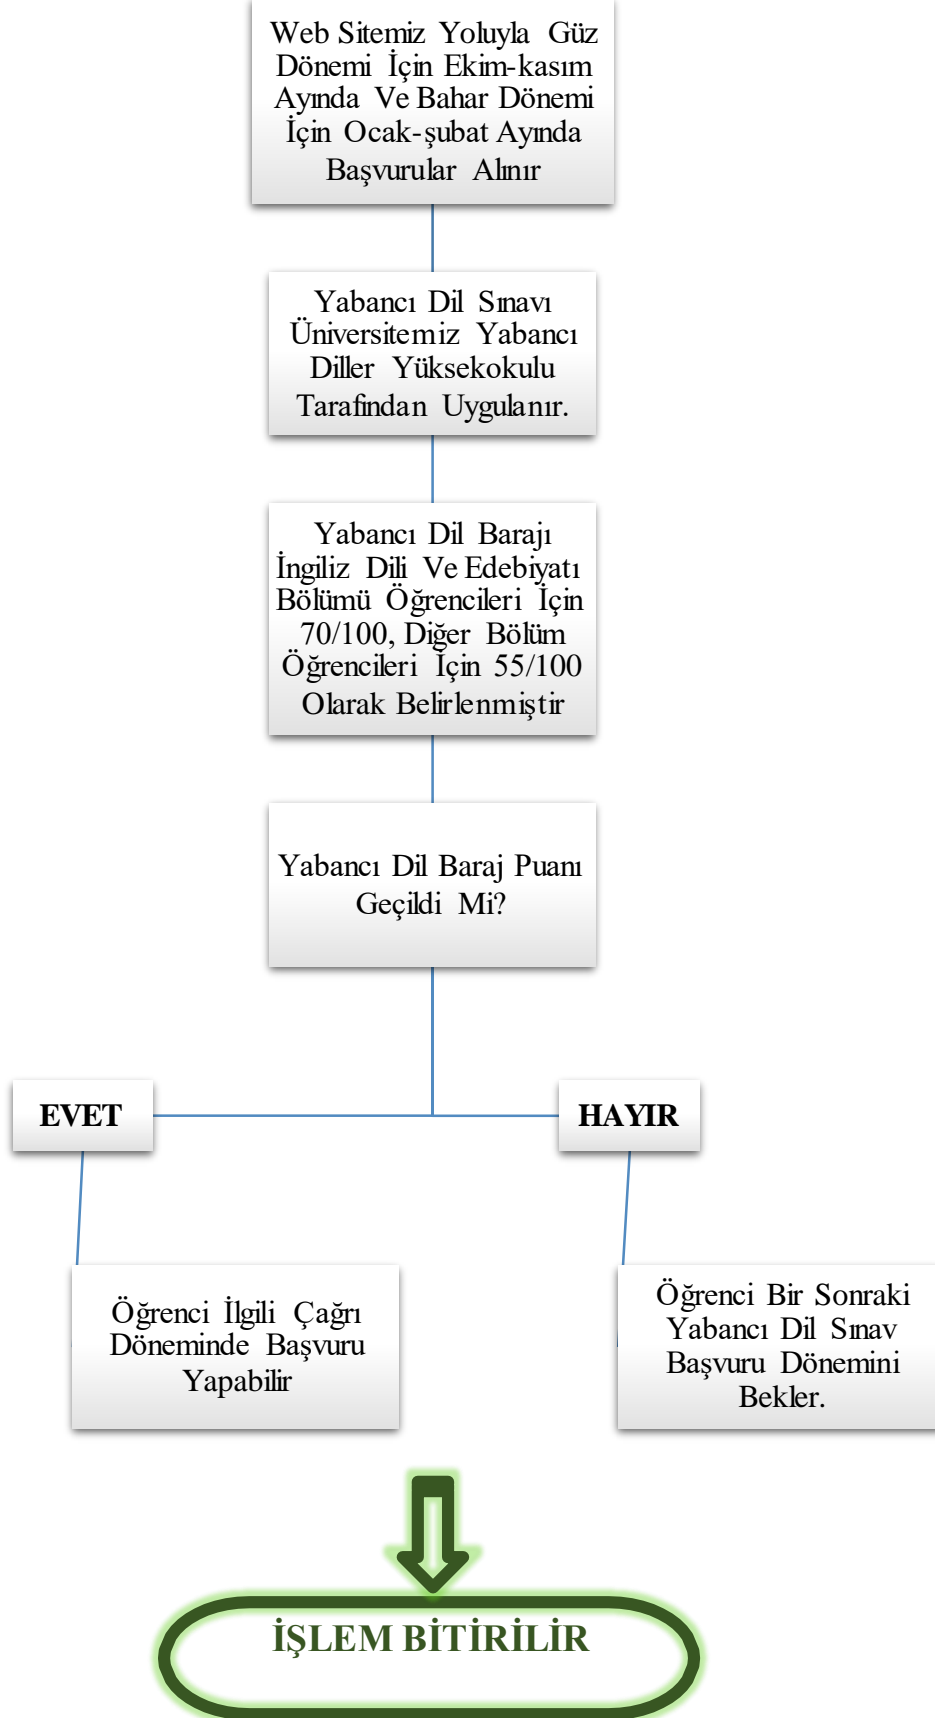 Web Sitemiz Yoluyla Güz
Dönemi İçin Ekim-kasım
Ayında Ve Bahar Dönemi
İçin Ocak-şubat Ayında
Başvurular Alınır
Yabancı Dil Sınavı
Üniversitemiz Yabancı
Diller Yüksekokulu
Tarafından Uygulanır.
Yabancı Dil Barajı
İngiliz Dili Ve Edebiyatı
Bölümü Öğrencileri İçin
70/100, Diğer Bölüm
Öğrencileri İçin 55/100
Olarak Belirlenmiştir
Yabancı Dil Baraj Puanı
Geçildi Mi?
EVET
HAYIR
Öğrenci İlgili Çağrı
Döneminde Başvuru
Yapabilir
Öğrenci Bir Sonraki
Yabancı Dil Sınav
Başvuru Dönemini
Bekler.
İŞLEM BİTİRİLİR